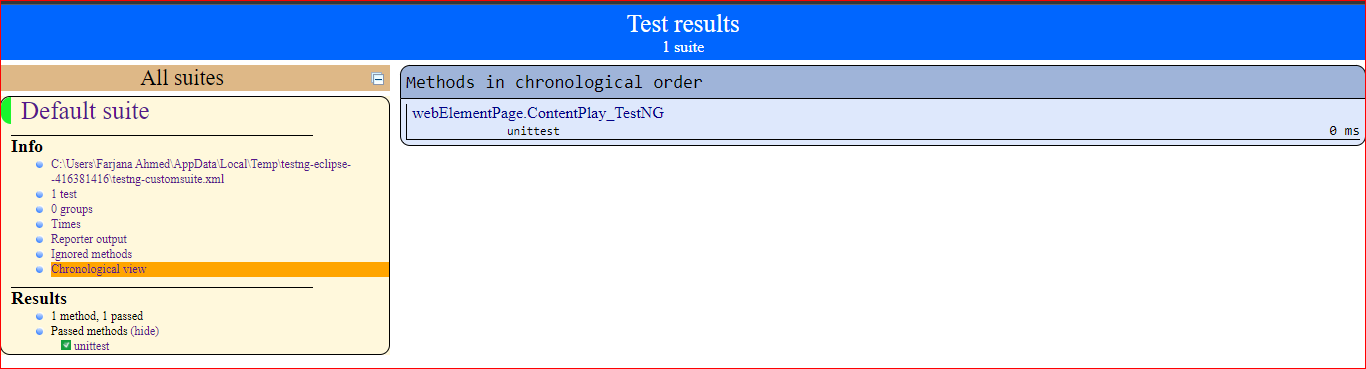 Test results
1 suite
All suites
Default suite
Info
C:\Users\Farjana Ahmed\AppData\Local\Temp\testng-eclipse-
-416381416\testng-customsuite.xml
1 test
0 groups
Times
Reporter output
Ignored methods
Chronological view
Results
1 method, 1 passed
Passed methods (hide)
unittest
Methods in chronological order
webElementPage.ContentPlay_TestNG
unittest 0 ms